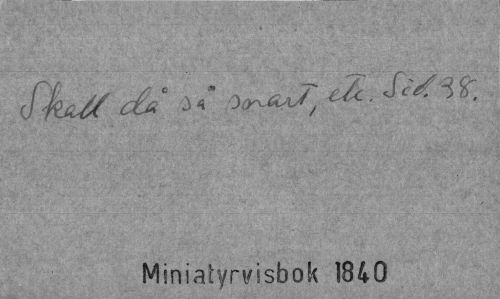 Skall då så snart, etc. Sid. 38.
Miniatyrvisbok 1840